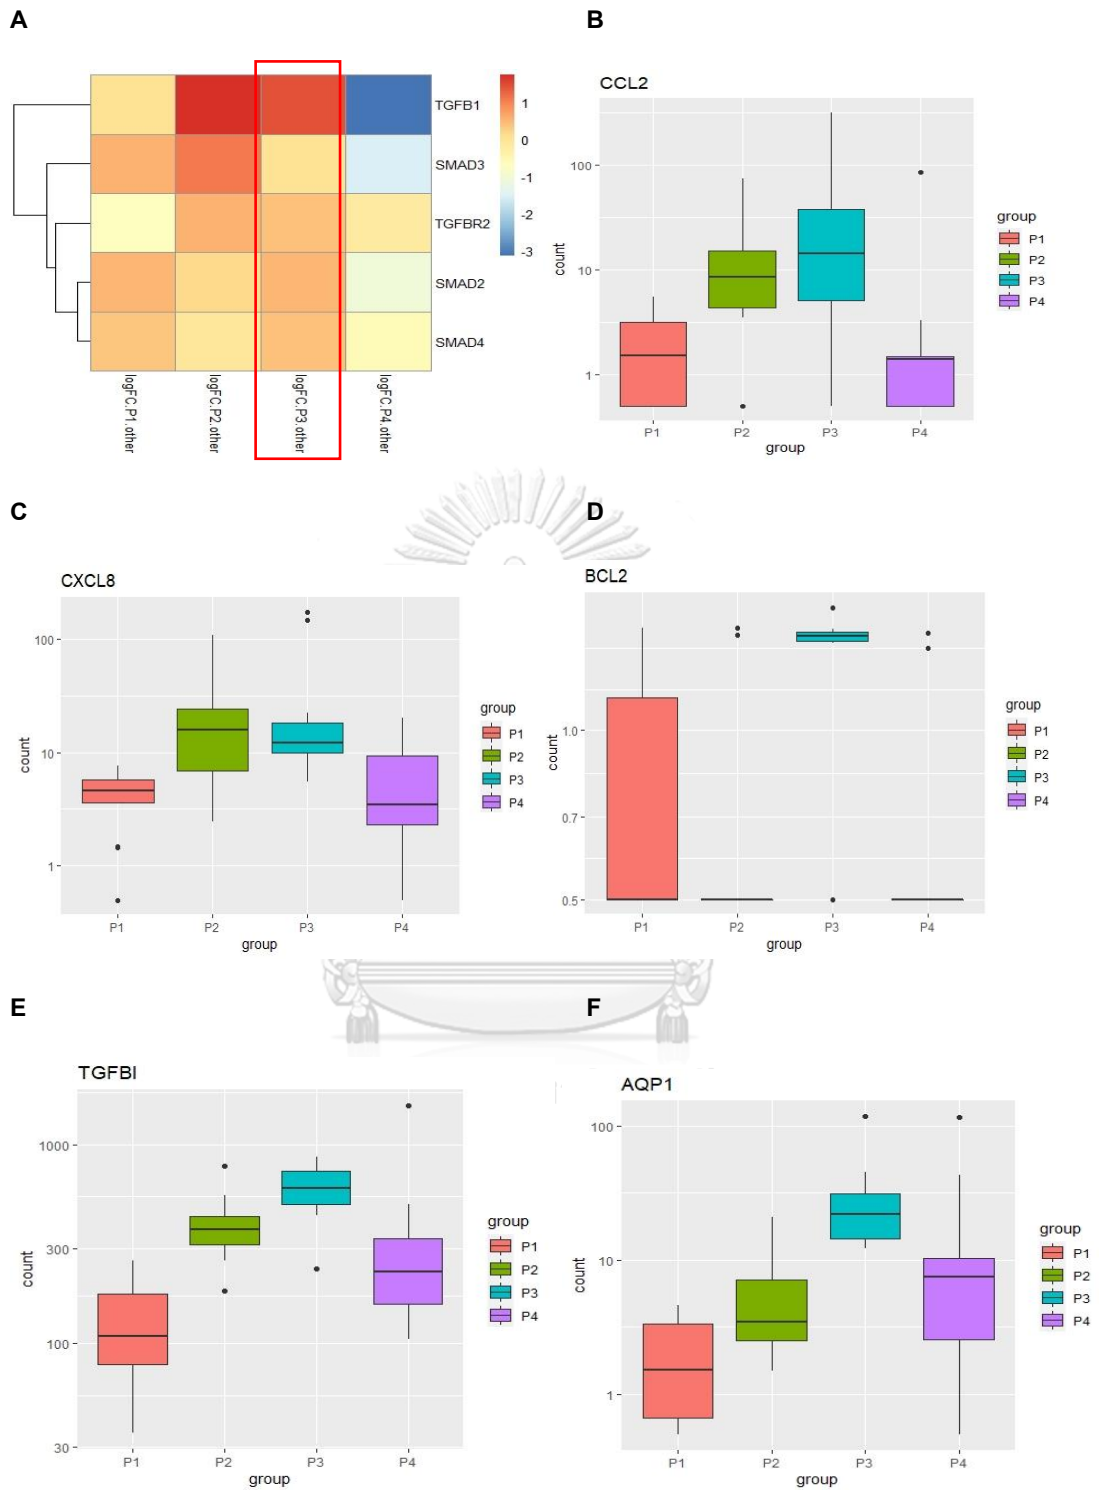 A
TGFB1
SMAD3
TGFBR2
SMAD2
SMAD4
1
0
-1
-2
-3
logFC.P1.other
logFC.P2.other
logFC.P3.other
logFC.P4.other
B
CCL2
100
10
1
count
P1 P2 P3 P4
group
group
P1
P2
P3
P4
C
CXCL8
100
10
1
count
P1 P2 P3 P4
group
group
P1
P2
P3
P4
D
BCL2
1.0
0.7
0.5
count
P1 P2 P3 P4
group
group
P1
P2
P3
P4
E
TGFBI
1000
300
100
30
count
P1 P2 P3 P4
group
group
P1
P2
P3
P4
F
AQP1
100
10
1
count
P1 P2 P3 P4
group
group
P1
P2
P3
P4